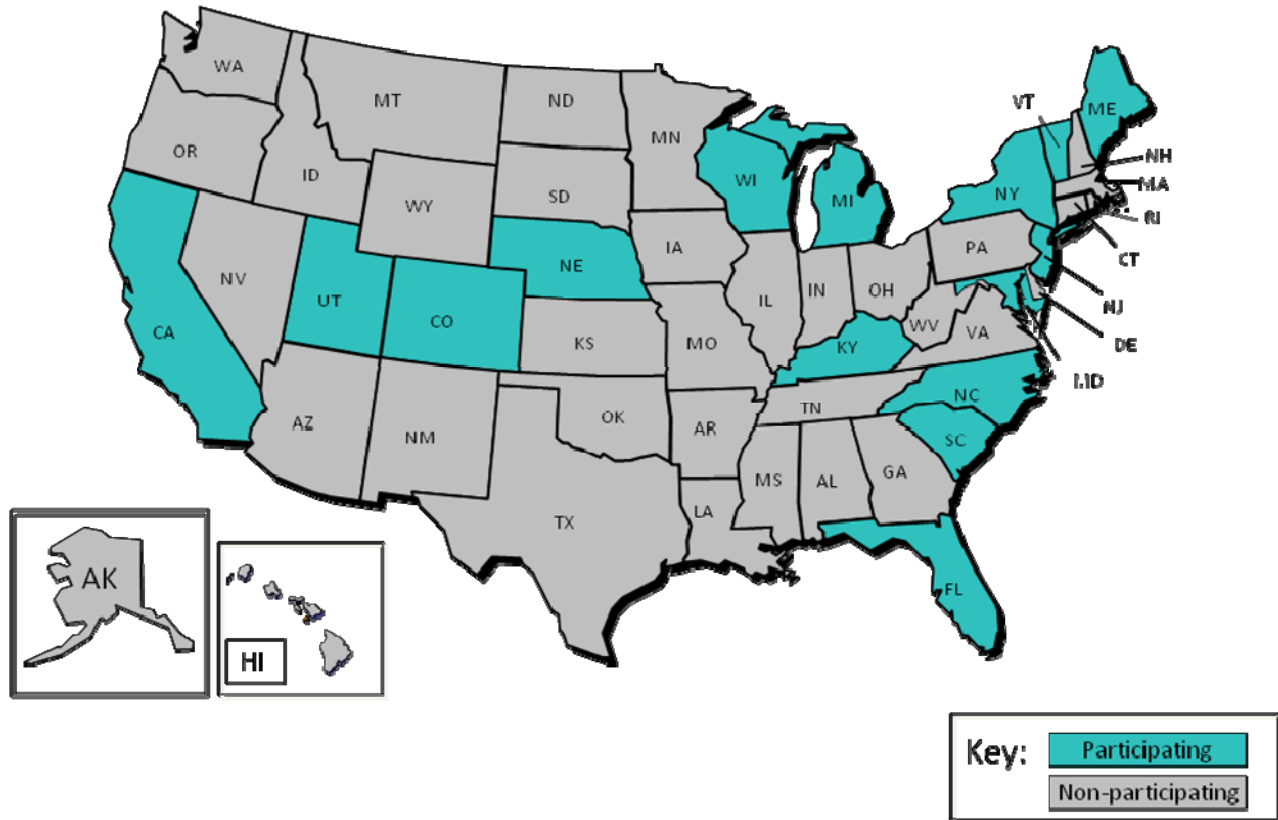 WA
MT
ND
MN
OR
ID
WY
SD
WI
MI
VT
ME
NH
MA
NY
RI
CT
NJ
DE
NV
UT
CO
NE
IA
IL
IN
OH
PA
CA
KS
MO
KY
WV
VA
AZ
NM
OK
AR
TN
NC
SC
TX
LA
MS
AL
GA
FL
AK
HI
Key:
Participating
Non-participating